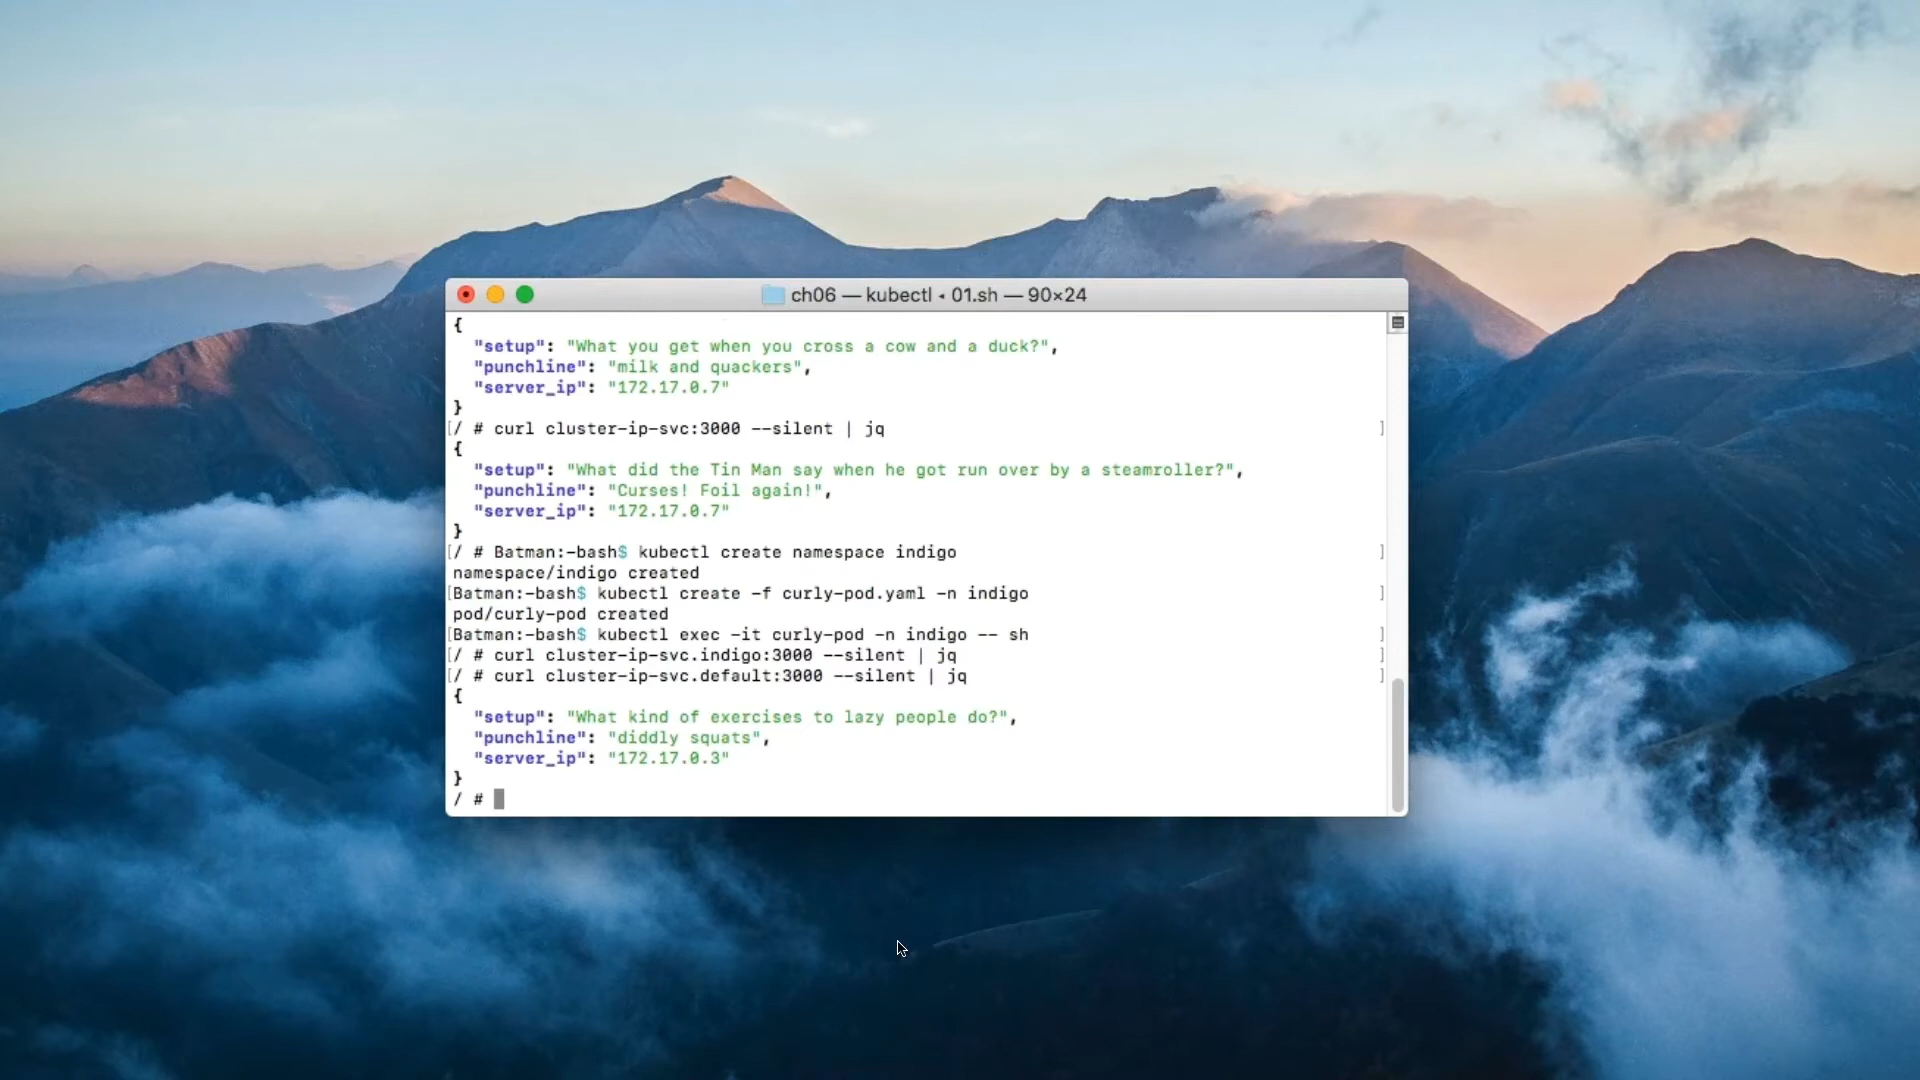 ch06 — kubectl ◂ 01.sh — 90×24
{
"setup": "What you get when you cross a cow and a duck?",
"punchline": "milk and quackers",
"server_ip": "172.17.0.7"
}
[/ # curl cluster-ip-svc:3000 --silent | jq ]
{
"setup": "What did the Tin Man say when he got run over by a steamroller?",
"punchline": "Curses! Foil again!",
"server_ip": "172.17.0.7"
}
[/ # Batman:-bash$ kubectl create namespace indigo ]
namespace/indigo created
[Batman:-bash$ kubectl create -f curly-pod.yaml -n indigo ]
pod/curly-pod created
[Batman:-bash$ kubectl exec -it curly-pod -n indigo -- sh ]
[/ # curl cluster-ip-svc.indigo:3000 --silent | jq ]
[/ # curl cluster-ip-svc.default:3000 --silent | jq ]
{
"setup": "What kind of exercises to lazy people do?",
"punchline": "diddly squats",
"server_ip": "172.17.0.3"
}
/ #